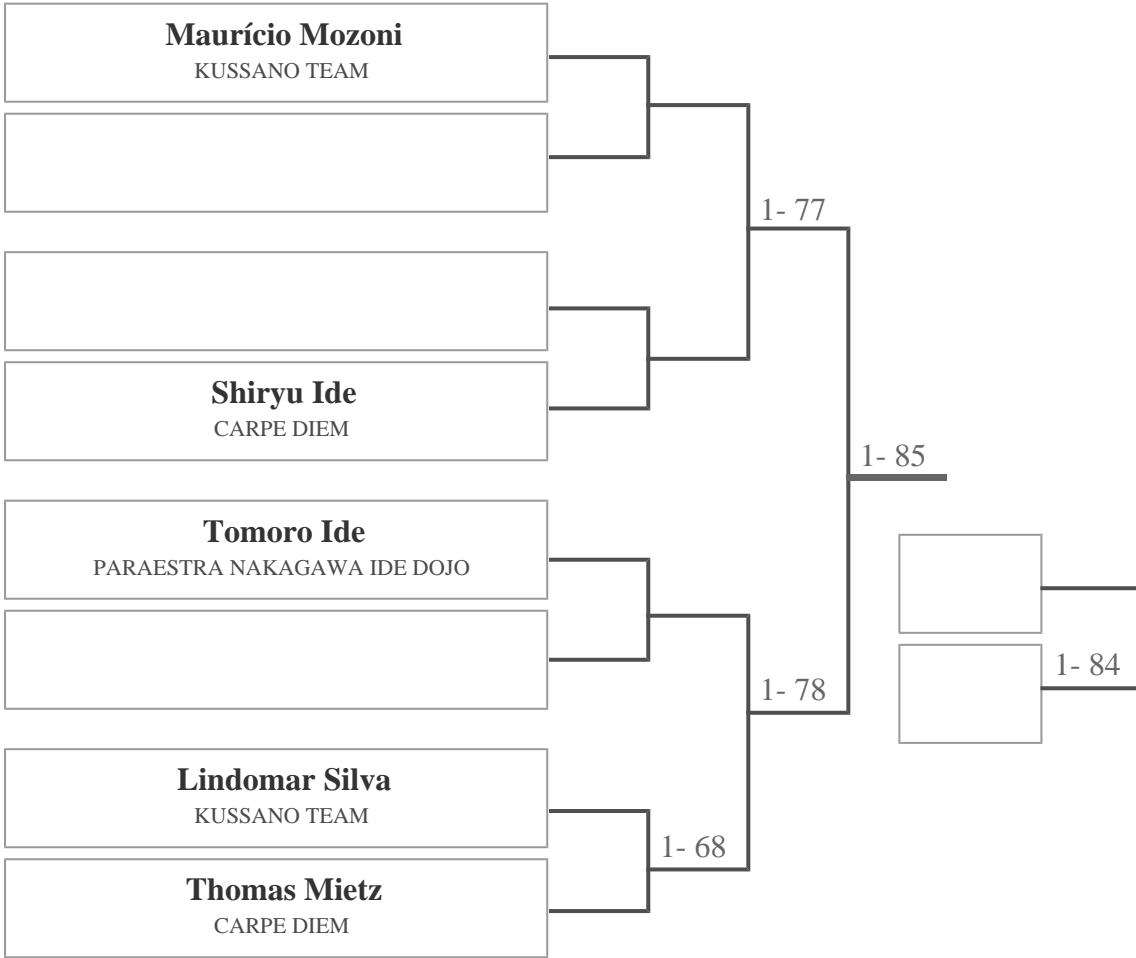 Maurício Mozoni
KUSSANO TEAM
1- 77
Shiryu Ide
CARPE DIEM
1- 85
Tomoro Ide
PARAESTRA NAKAGAWA IDE DOJO
1- 84
1- 78
Lindomar Silva
KUSSANO TEAM
1- 68
Thomas Mietz
CARPE DIEM